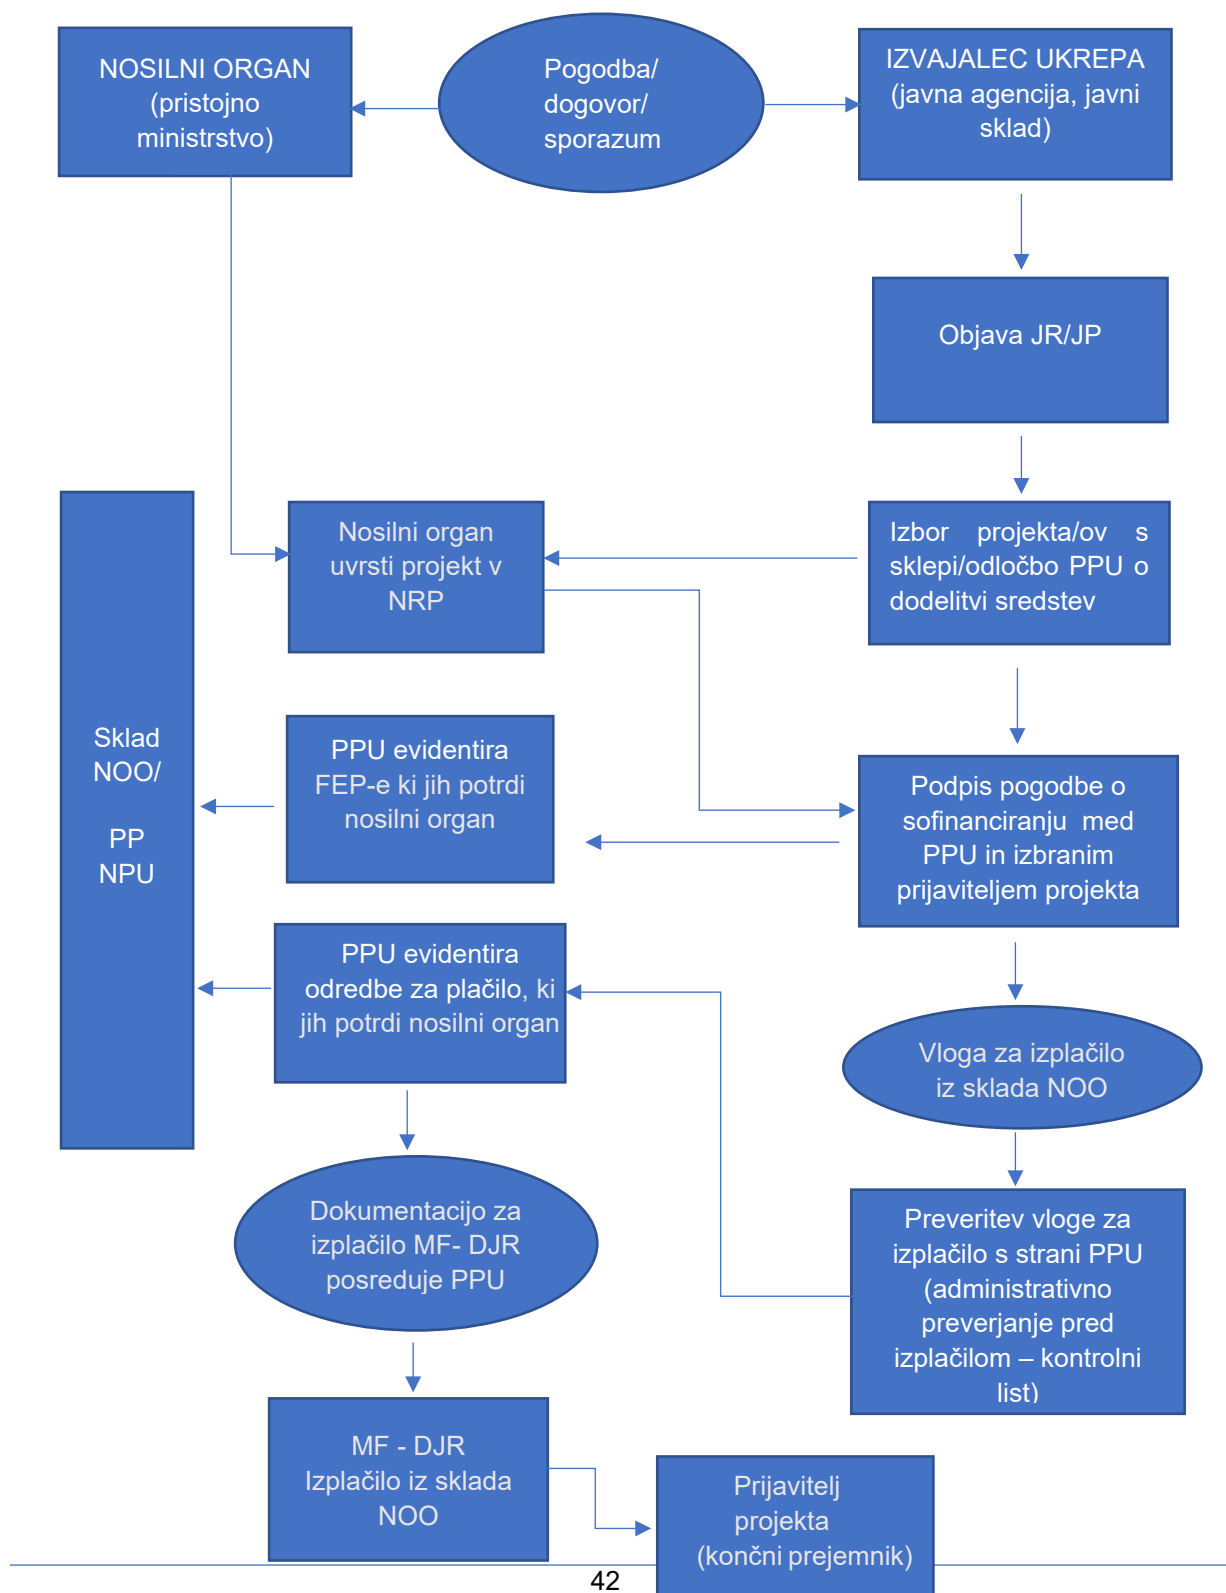 NOSILNI ORGAN
(pristojno
ministrstvo)
Pogodba/
dogovor/
sporazum
IZVAJALEC UKREPA
(javna agencija, javni
sklad)
Objava JR/JP
Nosilni organ
uvrsti projekt v
NRP
Izbor projekta/ov s
sklepi/odločbo PPU o
dodelitvi sredstev
Sklad
NOO/
PP
NPU
PPU evidentira
FEP-e ki jih potrdi
nosilni organ
Podpis pogodbe o
sofinanciranju med
PPU in izbranim
prijaviteljem projekta
PPU evidentira
odredbe za plačilo, ki
jih potrdi nosilni organ
Vloga za izplačilo
iz sklada NOO
Dokumentacijo za
izplačilo MF- DJR
posreduje PPU
Preveritev vloge za
izplačilo s strani PPU
(administrativno
preverjanje pred
izplačilom – kontrolni
list)
MF - DJR
Izplačilo iz sklada
NOO
Prijavitelj
projekta
(končni prejemnik)
42